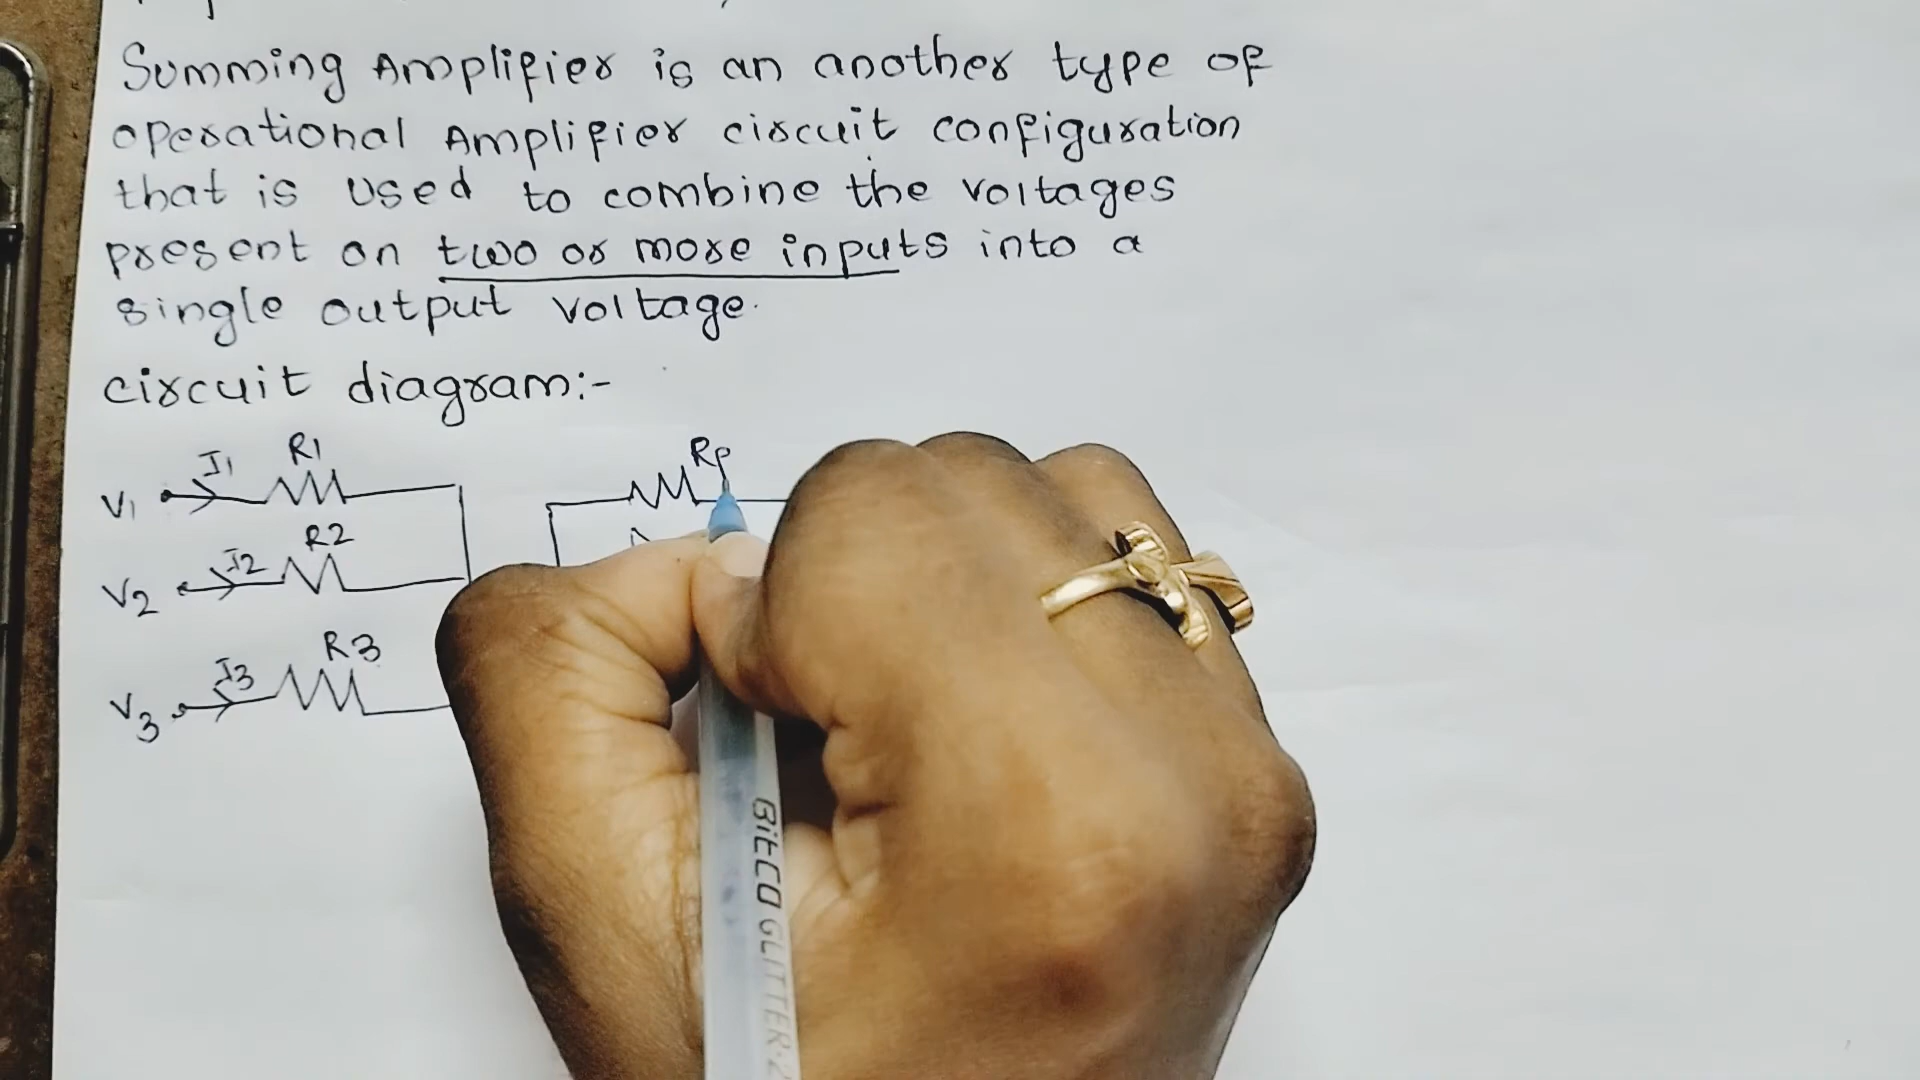 Summing Amplifier is an another type of
operational Amplifier circuit configuration
that is used to combine the voltages
present on two or more inputs into a
single output voltage.
circuit diagram:-
I1 R1 RF
V1
I2 R2
V2
I3 R3
V3
BitCO GLITTER-2